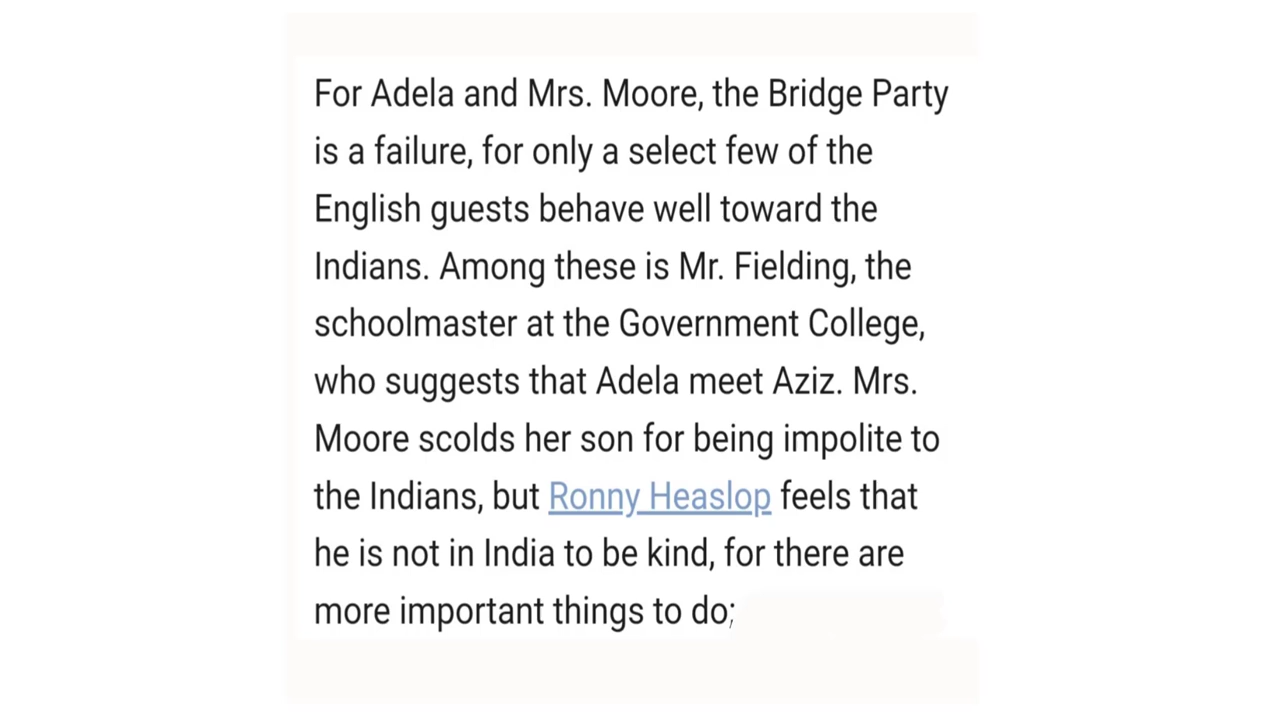 For Adela and Mrs. Moore, the Bridge Party
is a failure, for only a select few of the
English guests behave well toward the
Indians. Among these is Mr. Fielding, the
schoolmaster at the Government College,
who suggests that Adela meet Aziz. Mrs.
Moore scolds her son for being impolite to
the Indians, but Ronny Heaslop feels that
he is not in India to be kind, for there are
more important things to do;